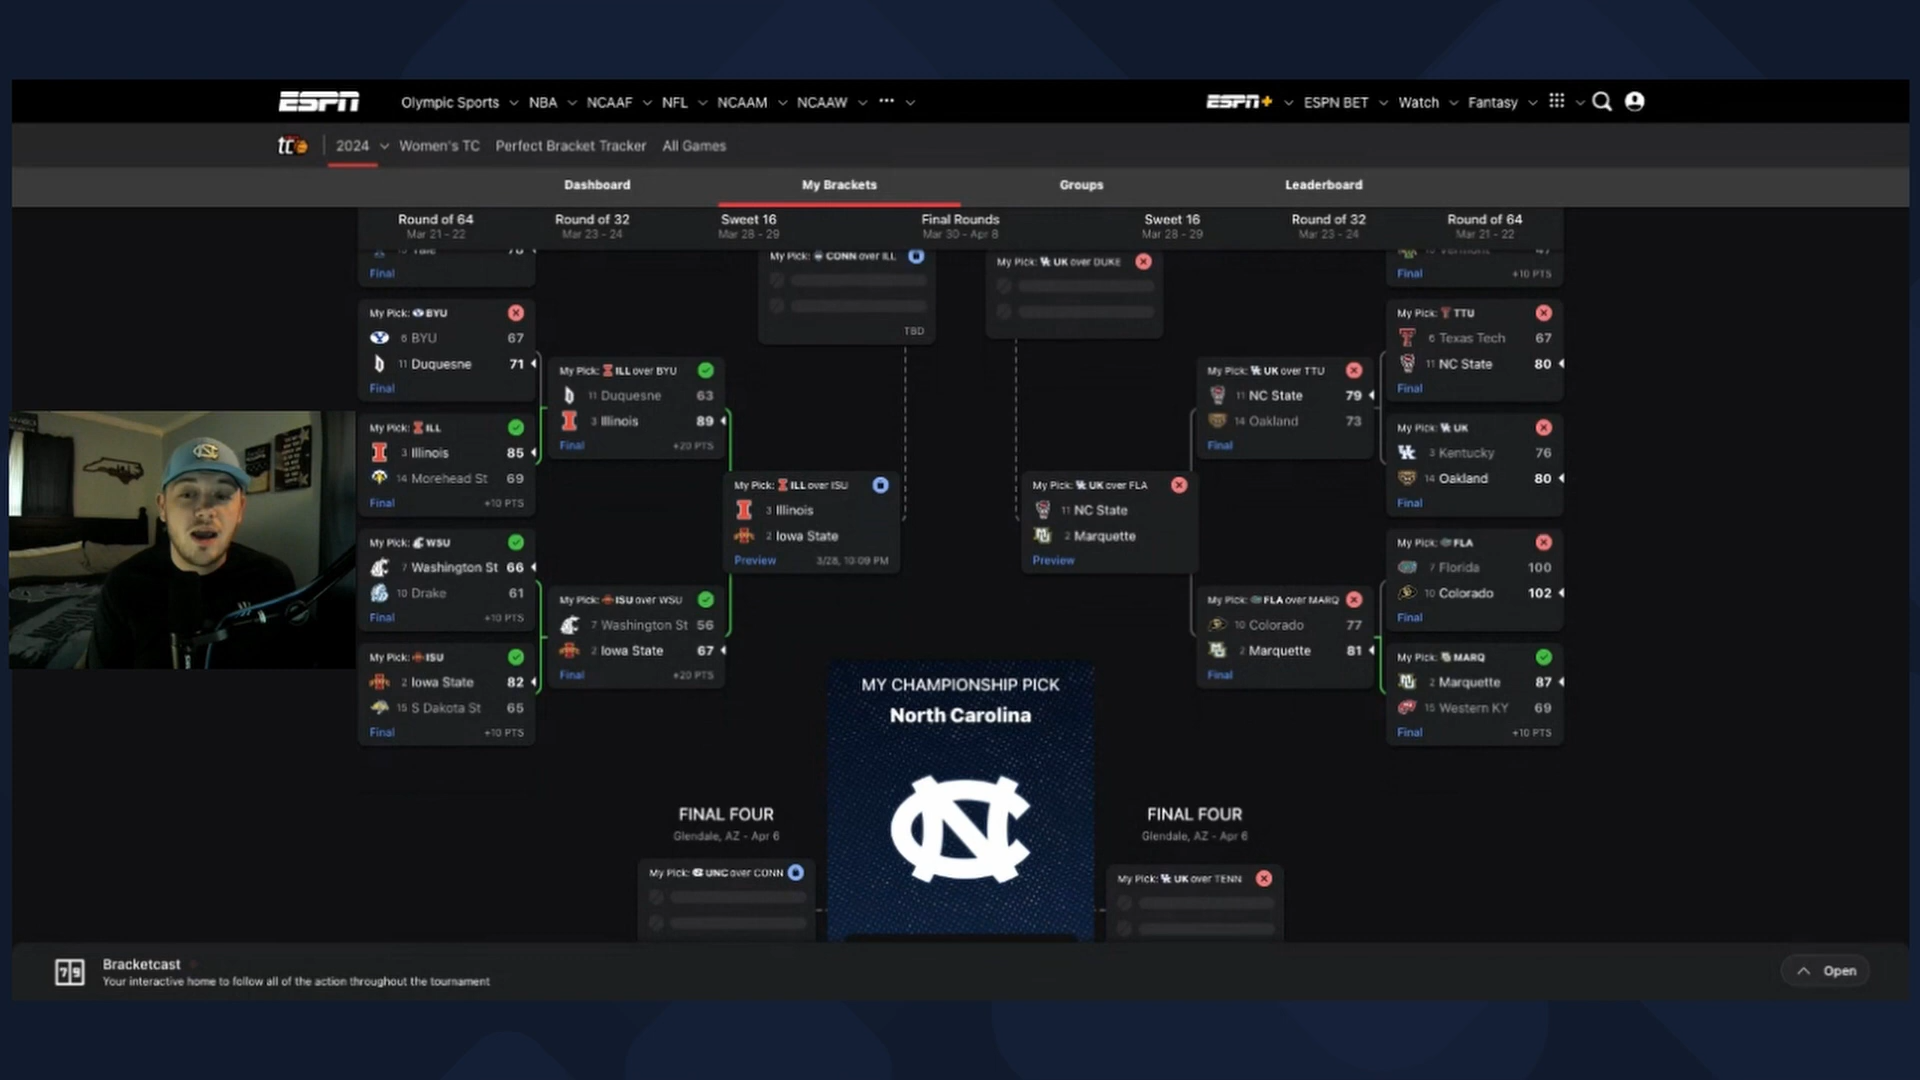 ESPN Olympic Sports NBA NCAAF NFL NCAAM NCAAW ••• ESPN+ ESPN BET Watch Fantasy
tc 2024 Women's TC Perfect Bracket Tracker All Games
Dashboard My Brackets Groups Leaderboard
Round of 64 Round of 32 Sweet 16 Final Rounds Sweet 16 Round of 32 Round of 64
Mar 21 - 22 Mar 23 - 24 Mar 28 - 29 Mar 30 - Apr 8 Mar 28 - 29 Mar 23 - 24 Mar 21 - 22
Final
My Pick: BYU
6 BYU 67
11 Duquesne 71
Final
My Pick: ILL
3 Illinois 85
14 Morehead St 69
Final +10 PTS
My Pick: WSU
7 Washington St 66
10 Drake 61
Final +10 PTS
My Pick: ISU
2 Iowa State 82
15 S Dakota St 65
Final +10 PTS
My Pick: ILL over BYU
11 Duquesne 63
3 Illinois 89
Final +20 PTS
My Pick: ISU over WSU
7 Washington St 56
2 Iowa State 67
Final +20 PTS
My Pick: CONN over ILL
TBD
My Pick: ILL over ISU
3 Illinois
2 Iowa State
Preview 3/28, 10:09 PM
My Pick: UK over DUKE
My Pick: UK over FLA
11 NC State
2 Marquette
Preview
My Pick: UK over TTU
11 NC State 79
14 Oakland 73
Final
My Pick: FLA over MARQ
10 Colorado 77
2 Marquette 81
Final
Vermont 47
Final +10 PTS
My Pick: TTU
6 Texas Tech 67
11 NC State 80
Final
My Pick: UK
3 Kentucky 76
14 Oakland 80
Final
My Pick: FLA
7 Florida 100
10 Colorado 102
Final
My Pick: MARQ
2 Marquette 87
15 Western KY 69
Final +10 PTS
MY CHAMPIONSHIP PICK
North Carolina
NC
FINAL FOUR
Glendale, AZ - Apr 6
My Pick: UNC over CONN
FINAL FOUR
Glendale, AZ - Apr 6
My Pick: UK over TENN
79 Bracketcast
Your interactive home to follow all of the action throughout the tournament
Open